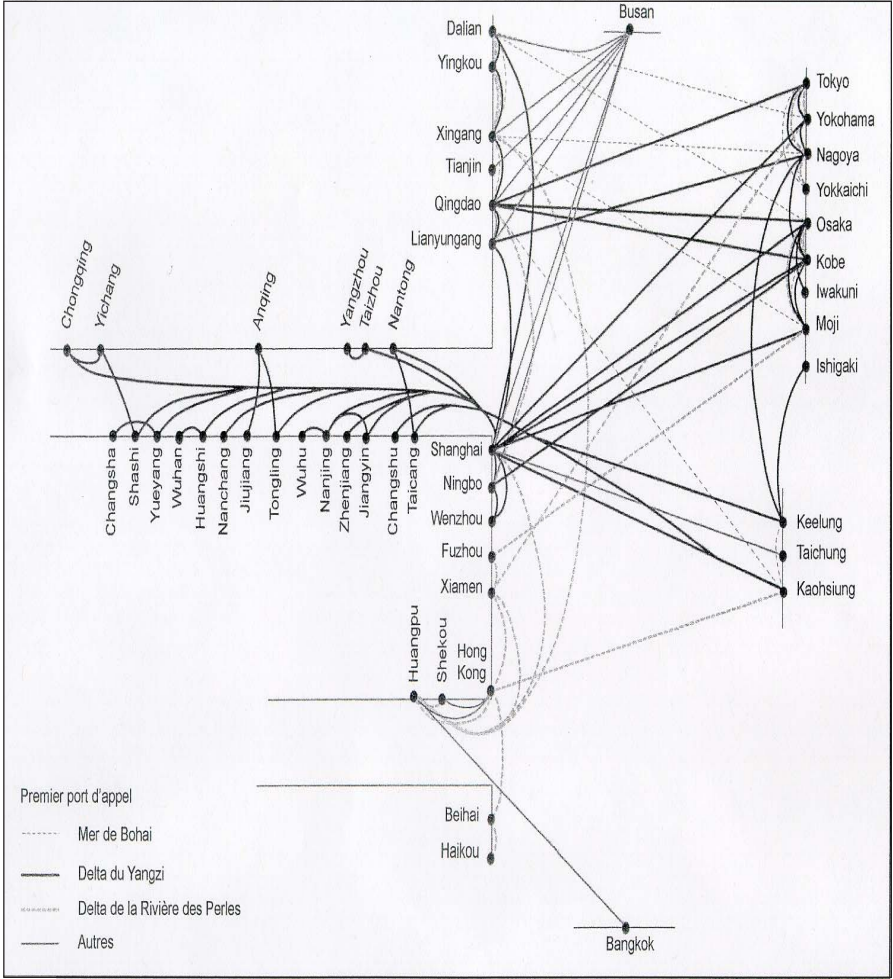 Busan
Dalian
Yingkou
Xingang
Tianjin
Qingdao
Lianyungang
Tokyo
Yokohama
Nagoya
Yokkaichi
Osaka
Kobe
Iwakuni
Moji
Ishigaki
Chongqing
Yichang
Anqing
Yangzhou
Taizhou
Nantong
Changsha
Shashi
Yueyang
Wuhan
Huangshi
Nanchang
Jiujiang
Tongling
Wuhu
Nanjing
Zhenjiang
Jiangyin
Changshu
Taicang
Shanghai
Ningbo
Wenzhou
Fuzhou
Xiamen
Keelung
Taichung
Kaohsiung
Huangpu
Shekou
Hong
Kong
Beihai
Haikou
Bangkok
Premier port d'appel
Mer de Bohai
Delta du Yangzi
Delta de la Rivière des Perles
Autres